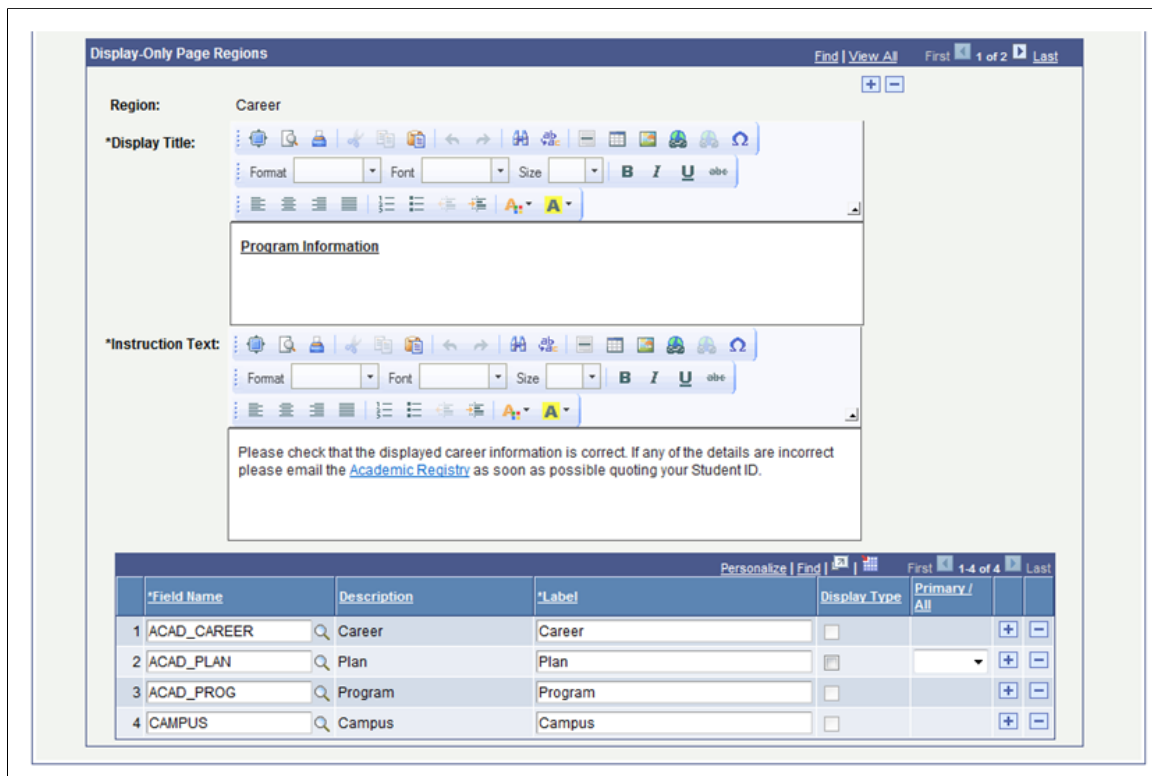 Display-Only Page Regions Find | View All First 1 of 2 Last
Region: Career
*Display Title:
Format Font Size B I U abc
A A
Program Information
*Instruction Text:
Format Font Size B I U abc
A A
Please check that the displayed career information is correct. If any of the details are incorrect
please email the Academic Registry as soon as possible quoting your Student ID.
Personalize | Find | | First 1-4 of 4 Last
*Field Name Description *Label Display Type Primary / All
1 ACAD_CAREER Career Career
2 ACAD_PLAN Plan Plan
3 ACAD_PROG Program Program
4 CAMPUS Campus Campus